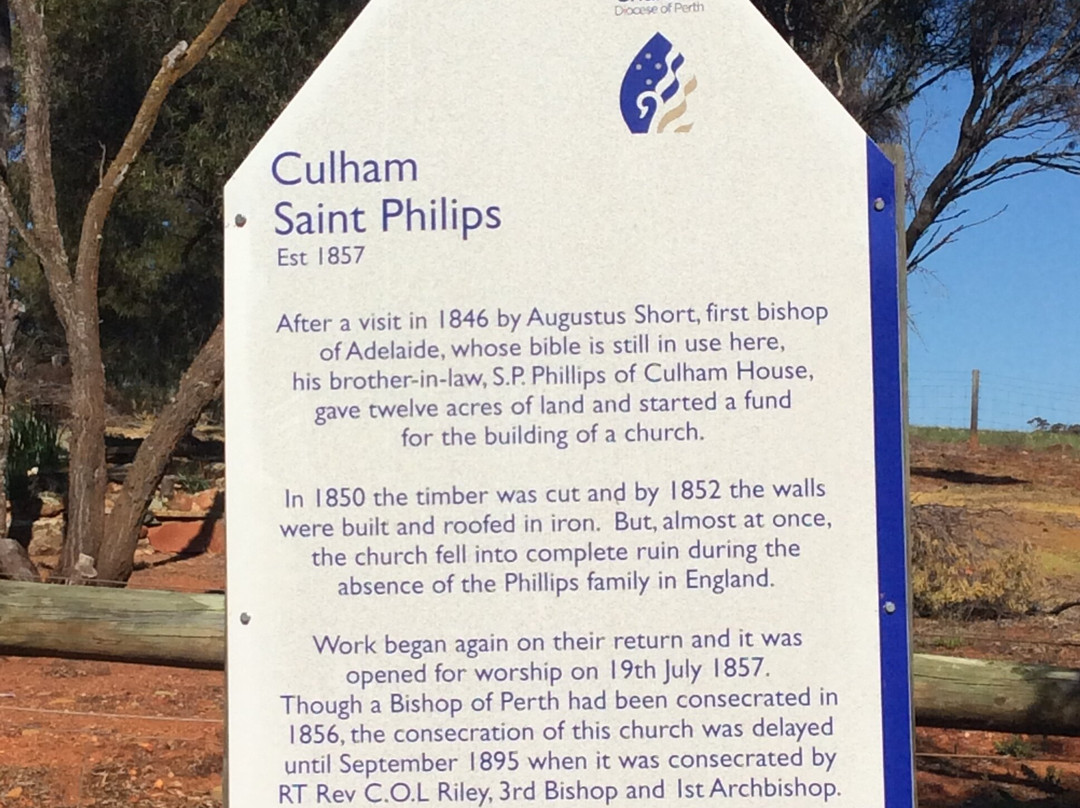 Diocese of Perth
Culham
Saint Philips
Est 1857
After a visit in 1846 by Augustus Short, first bishop
of Adelaide, whose bible is still in use here,
his brother-in-law, S.P. Phillips of Culham House,
gave twelve acres of land and started a fund
for the building of a church.
In 1850 the timber was cut and by 1852 the walls
were built and roofed in iron. But, almost at once,
the church fell into complete ruin during the
absence of the Phillips family in England.
Work began again on their return and it was
opened for worship on 19th July 1857.
Though a Bishop of Perth had been consecrated in
1856, the consecration of this church was delayed
until September 1895 when it was consecrated by
RT Rev C.O.L Riley, 3rd Bishop and 1st Archbishop.